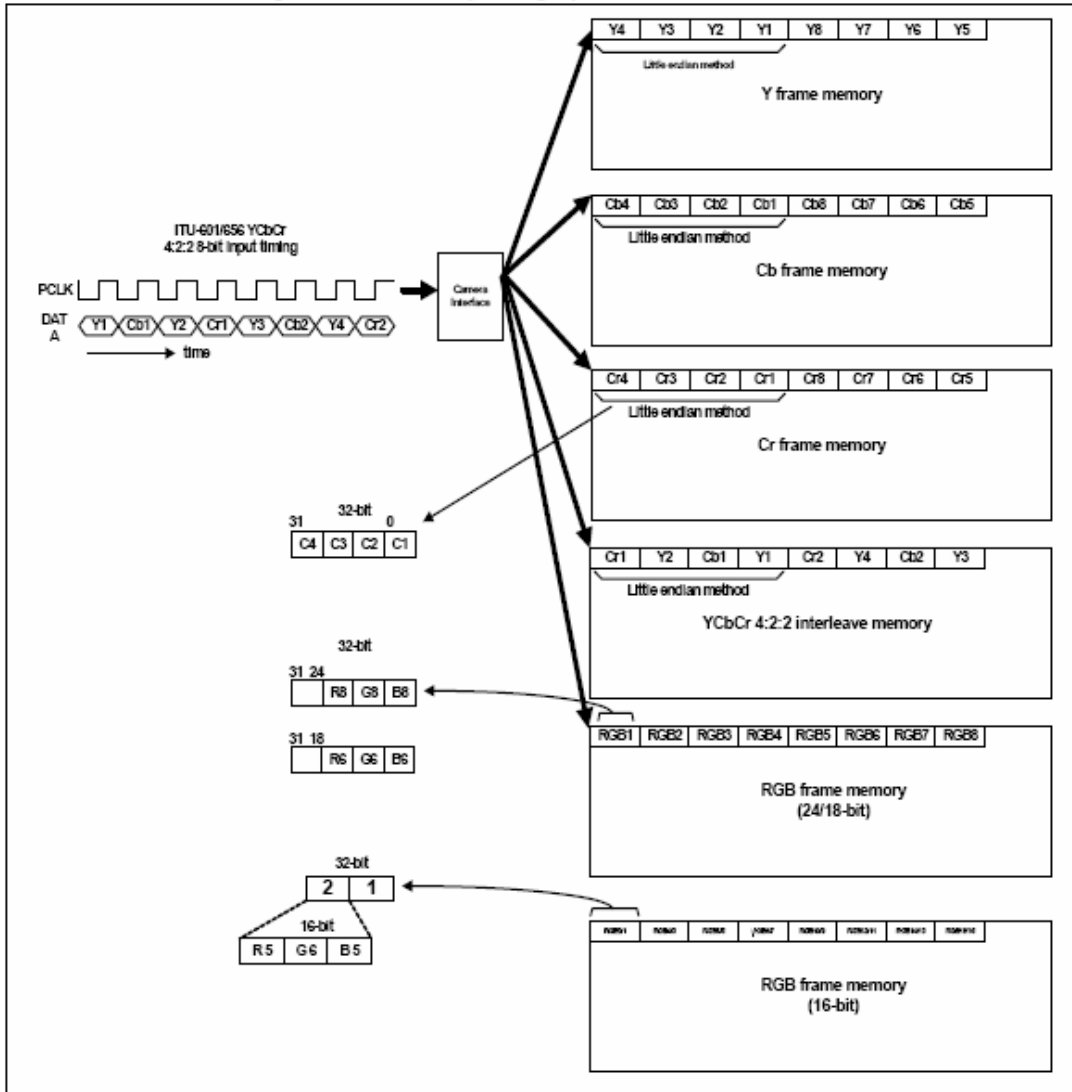 Y4 Y3 Y2 Y1 Y8 Y7 Y6 Y5
Little endian method
Y frame memory
Cb4 Cb3 Cb2 Cb1 Cb8 Cb7 Cb6 Cb5
Little endian method
Cb frame memory
ITU-601/656 YCbCr
4:2:2 8-bit input timing
PCLK
DAT
A
Y1 Cb1 Y2 Cr1 Y3 Cb2 Y4 Cr2
time
Camera
Interface
Cr4 Cr3 Cr2 Cr1 Cr8 Cr7 Cr6 Cr5
Little endian method
Cr frame memory
32-bit
31 0
C4 C3 C2 C1
Cr1 Y2 Cb1 Y1 Cr2 Y4 Cb2 Y3
Little endian method
YCbCr 4:2:2 interleave memory
32-bit
31 24
R8 G8 B8
31 18
R6 G6 B6
RGB1 RGB2 RGB3 RGB4 RGB5 RGB6 RGB7 RGB8
RGB frame memory
(24/18-bit)
32-bit
2 1
16-bit
R5 G6 B5
RGB frame memory
(16-bit)